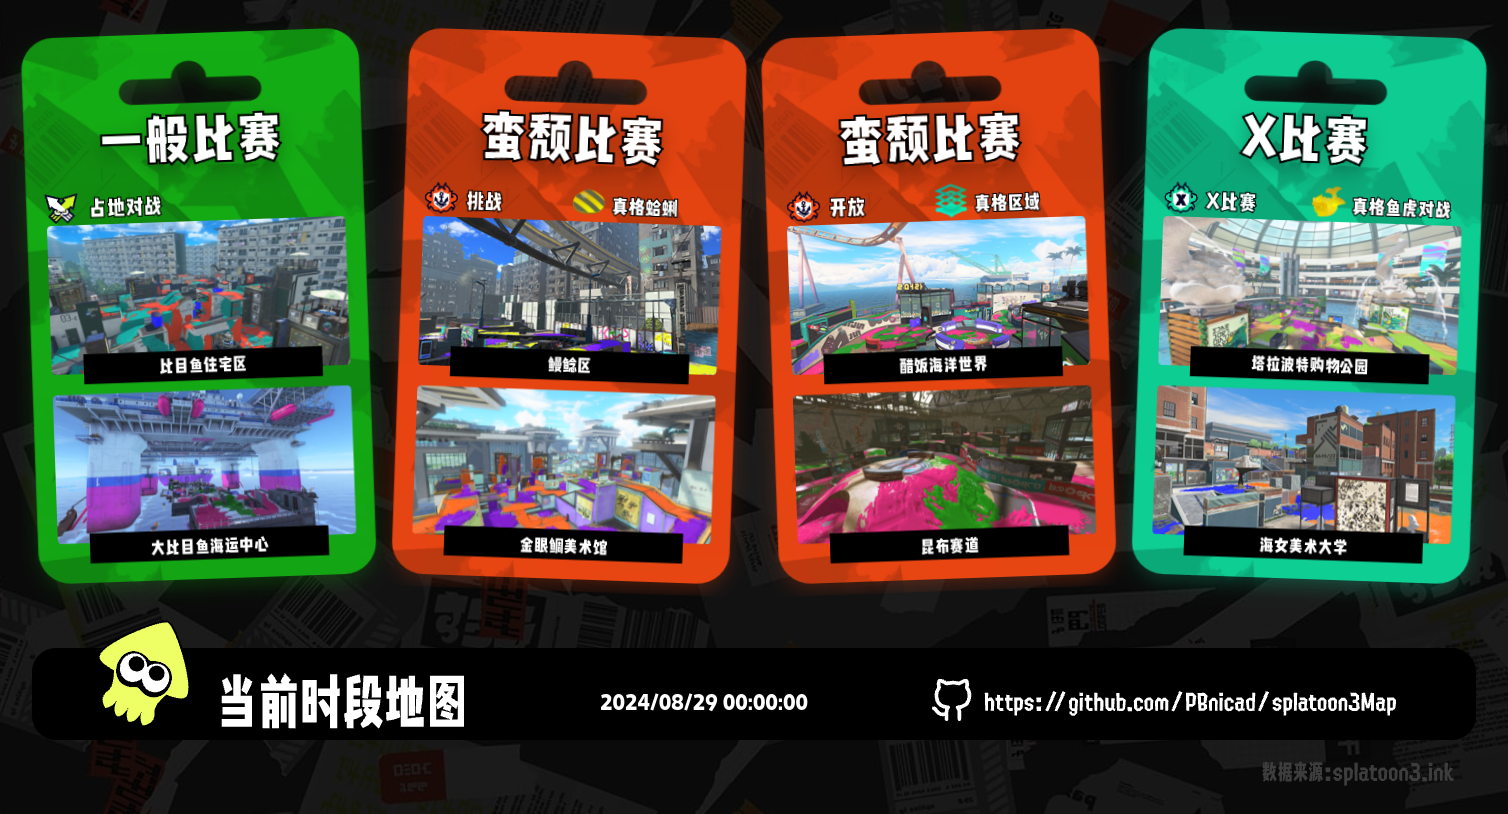 一般比赛
占地对战
比目鱼住宅区
大比目鱼海运中心
蛮颓比赛
挑战
真格蛤蜊
鳗鲶区
金眼鲷美术馆
蛮颓比赛
开放
真格区域
醋饭海洋世界
昆布赛道
X比赛
X比赛
真格鱼虎对战
塔拉波特购物公园
海女美术大学
当前时段地图
2024/08/29 00:00:00
https://github.com/PBnicad/splatoon3Map
数据来源:splatoon3.ink